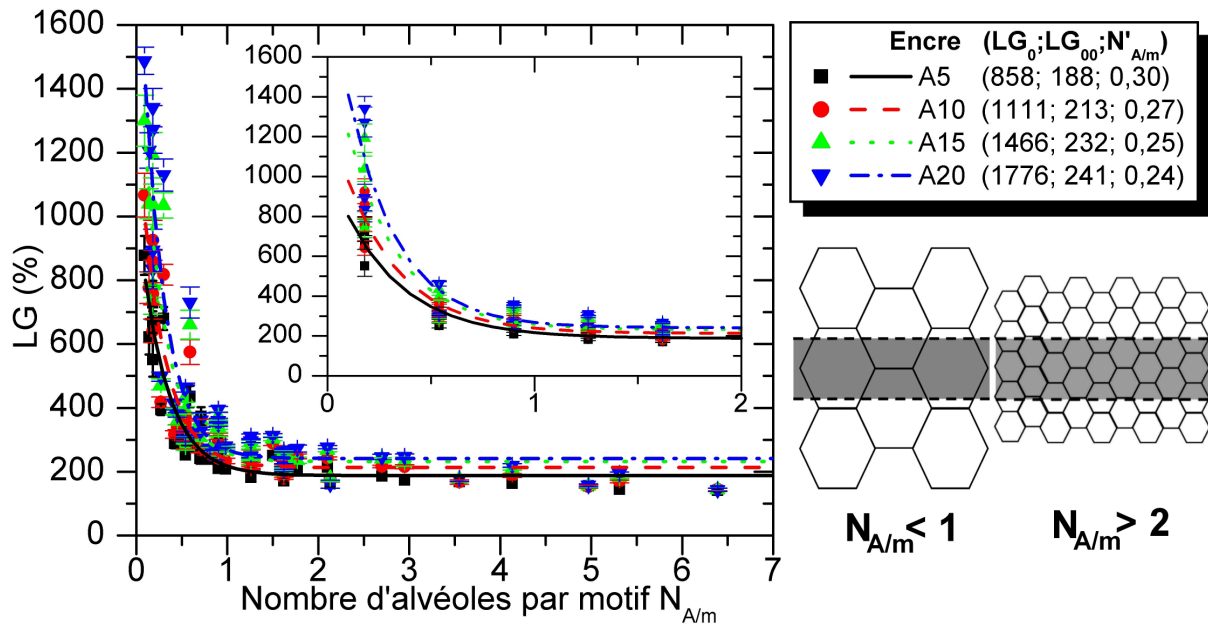 1600
1400
1200
1000
800
600
400
200
0
LG (%)
0 1 2 3 4 5 6 7
Nombre d'alvéoles par motif N_A/m
1600
1400
1200
1000
800
600
400
200
0
0 1 2
Encre (LG_0;LG_00;N'_A/m)
A5 (858; 188; 0,30)
A10 (1111; 213; 0,27)
A15 (1466; 232; 0,25)
A20 (1776; 241; 0,24)
N_A/m < 1
N_A/m > 2